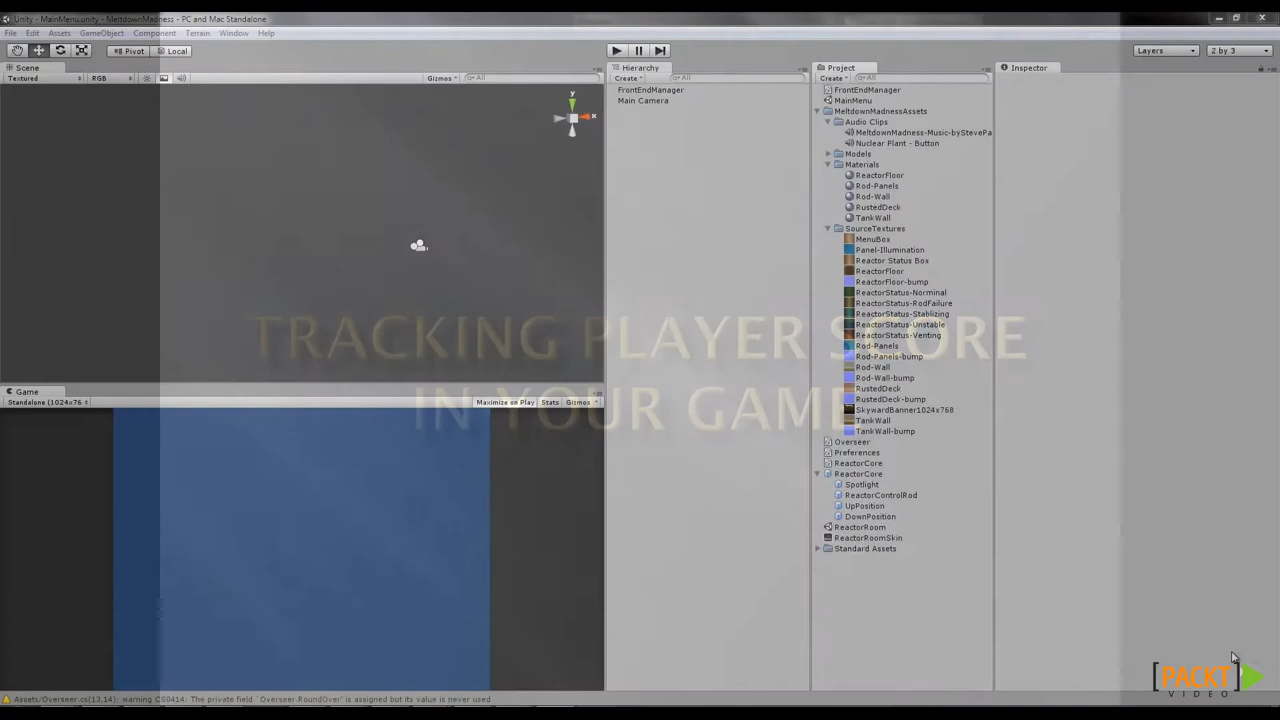 Unity - MainMenu.unity - MeltdownMadness - PC and Mac Standalone
File Edit Assets GameObject Component Terrain Window Help
Pivot Local Layers 2 by 3
Scene Hierarchy Project Inspector
Textured RGB Gizmos All Create All Create All
y
x
FrontEndManager
Main Camera
FrontEndManager
MainMenu
MeltdownMadnessAssets
Audio Clips
MeltdownMadness-Music-byStevePa
Nuclear Plant - Button
Models
Materials
ReactorFloor
Rod-Panels
Rod-Wall
RustedDeck
TankWall
SourceTextures
MenuBox
Panel-Illumination
Reactor Status Box
ReactorFloor
ReactorFloor-bump
ReactorStatus-Norminal
ReactorStatus-RodFailure
ReactorStatus-Stablizing
ReactorStatus-Unstable
ReactorStatus-Venting
Rod-Panels
Rod-Panels-bump
Rod-Wall
Rod-Wall-bump
RustedDeck
RustedDeck-bump
SkywardBanner1024x768
TankWall
TankWall-bump
Overseer
Preferences
ReactorCore
ReactorCore
Spotlight
ReactorControlRod
UpPosition
DownPosition
ReactorRoom
ReactorRoomSkin
Standard Assets
TRACKING PLAYER SCORE
IN YOUR GAME
Game
Standalone (1024x76 Maximize on Play Stats Gizmos
Assets/Overseer.cs(13,14): warning CS0414: The private field `Overseer.RoundOver' is assigned but its value is never used
[PACKT]
VIDEO